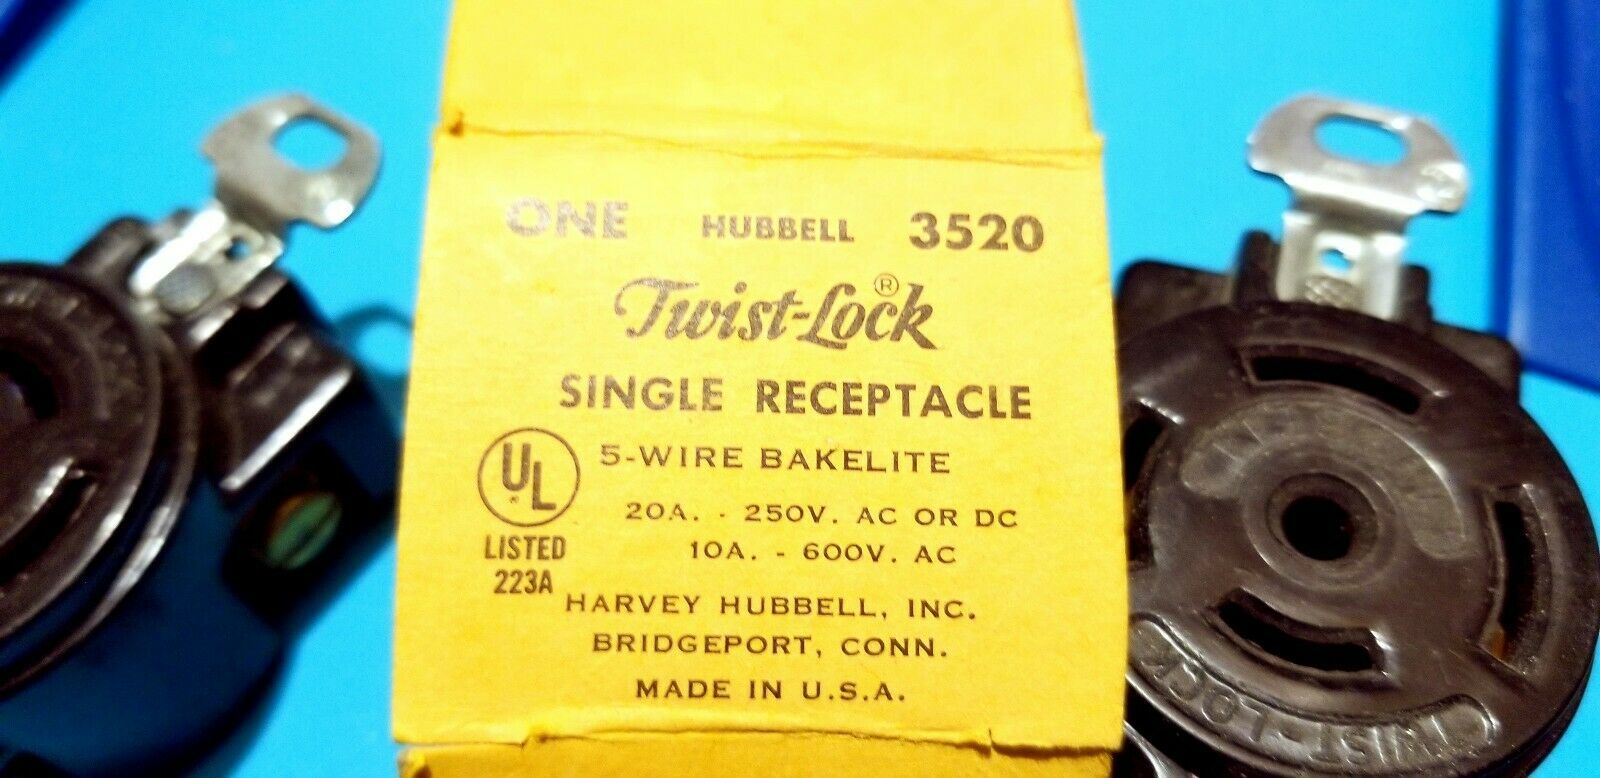 ONE HUBBELL 3520
Twist-Lock®
SINGLE RECEPTACLE
5-WIRE BAKELITE
20A. - 250V. AC OR DC
10A. - 600V. AC
UL
LISTED
223A
HARVEY HUBBELL, INC.
BRIDGEPORT, CONN.
MADE IN U.S.A.
TWIST-LOCK